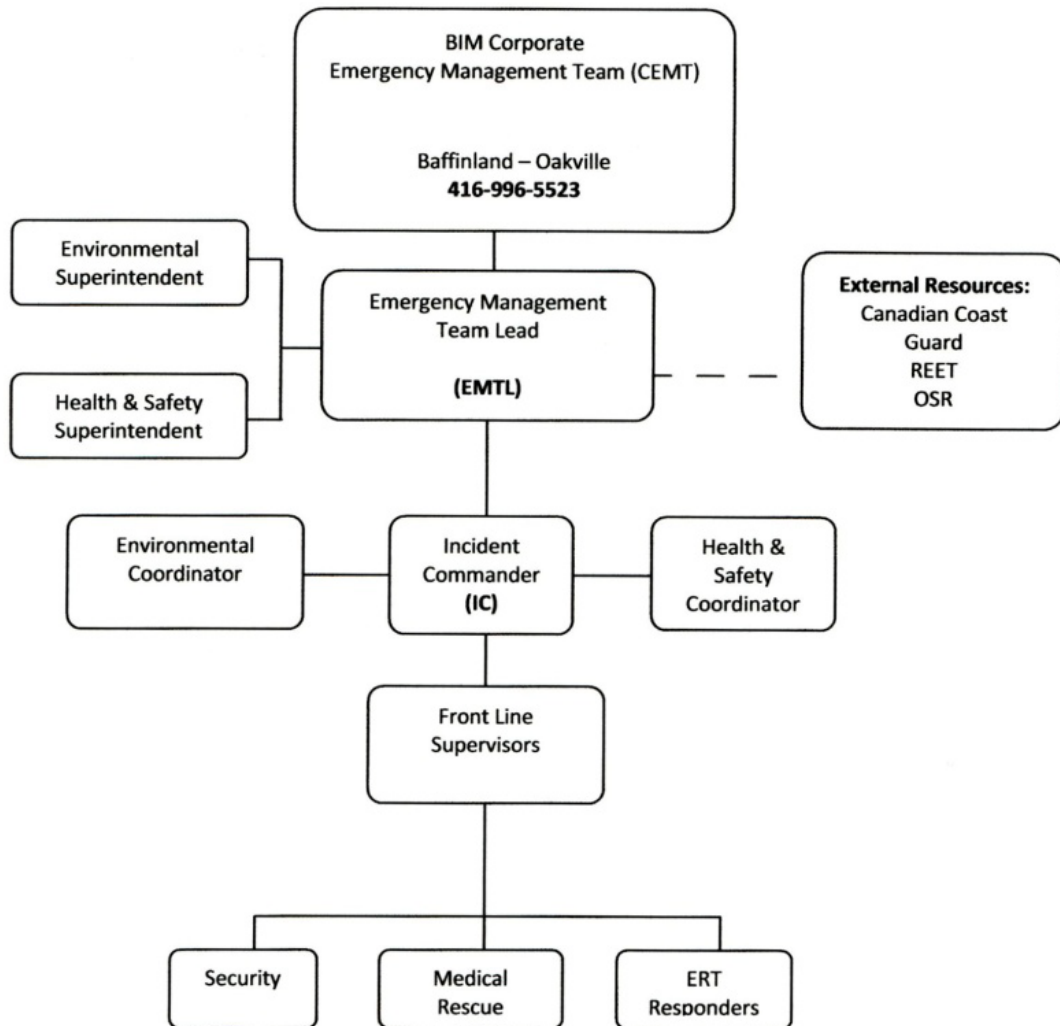 BIM Corporate
Emergency Management Team (CEMT)
Baffinland – Oakville
416-996-5523
Environmental
Superintendent
Emergency Management
Team Lead
(EMTL)
External Resources:
Canadian Coast
Guard
REET
OSR
Health & Safety
Superintendent
Environmental
Coordinator
Incident
Commander
(IC)
Health &
Safety
Coordinator
Front Line
Supervisors
Security
Medical
Rescue
ERT
Responders